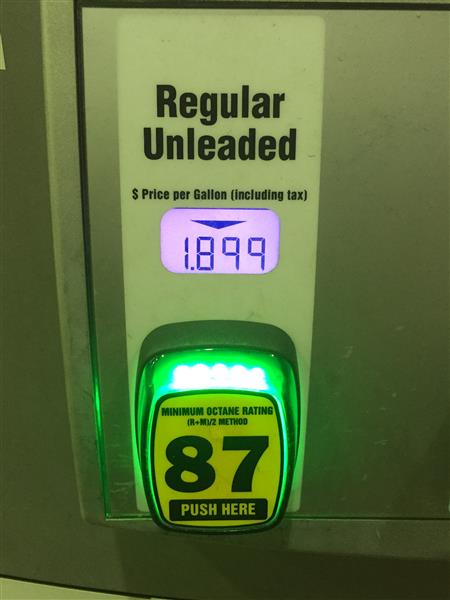 Regular
Unleaded
$ Price per Gallon (including tax)
1.899
MINIMUM OCTANE RATING
(R+M)/2 METHOD
87
PUSH HERE